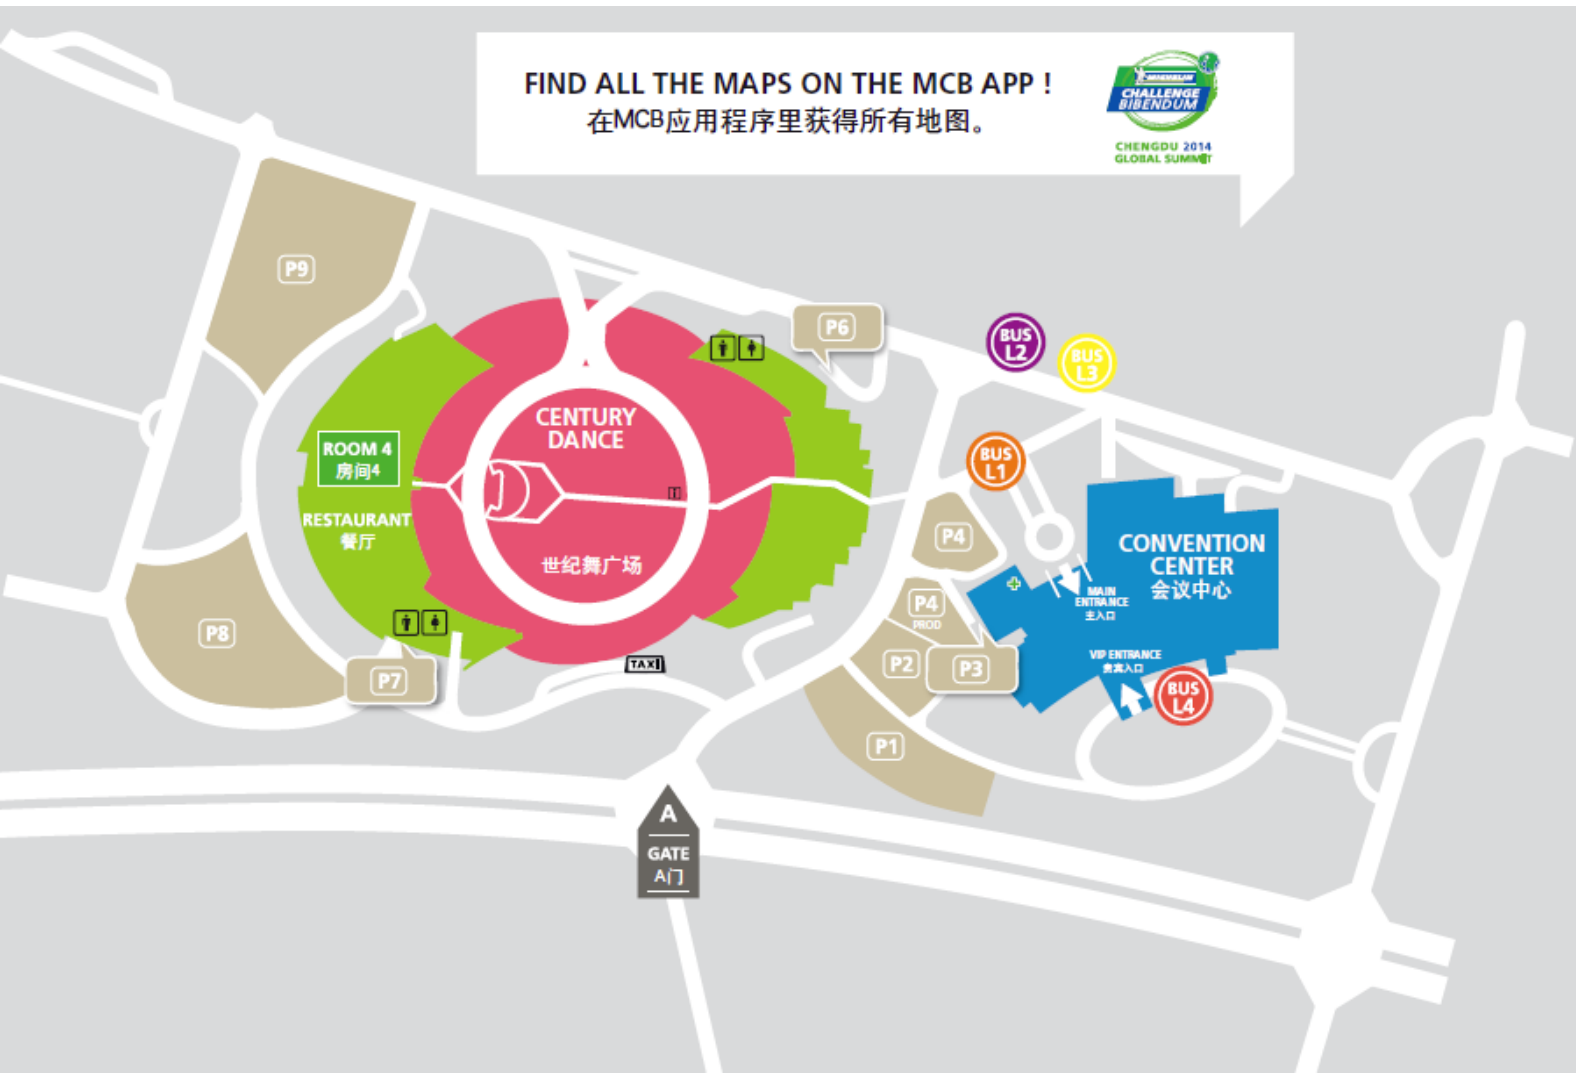 FIND ALL THE MAPS ON THE MCB APP !
在MCB应用程序里获得所有地图。
MICHELIN
CHALLENGE
BIBENDUM
CHENGDU 2014
GLOBAL SUMMIT
P9
P6
BUS
L2
BUS
L3
CENTURY
DANCE
ROOM 4
房间4
BUS
L1
RESTAURANT
餐厅
世纪舞广场
P4
CONVENTION
CENTER
会议中心
MAIN
ENTRANCE
主入口
P4
PROD
P8
P7
TAXI
P2
P3
VIP ENTRANCE
贵宾入口
BUS
L4
P1
A
GATE
A门